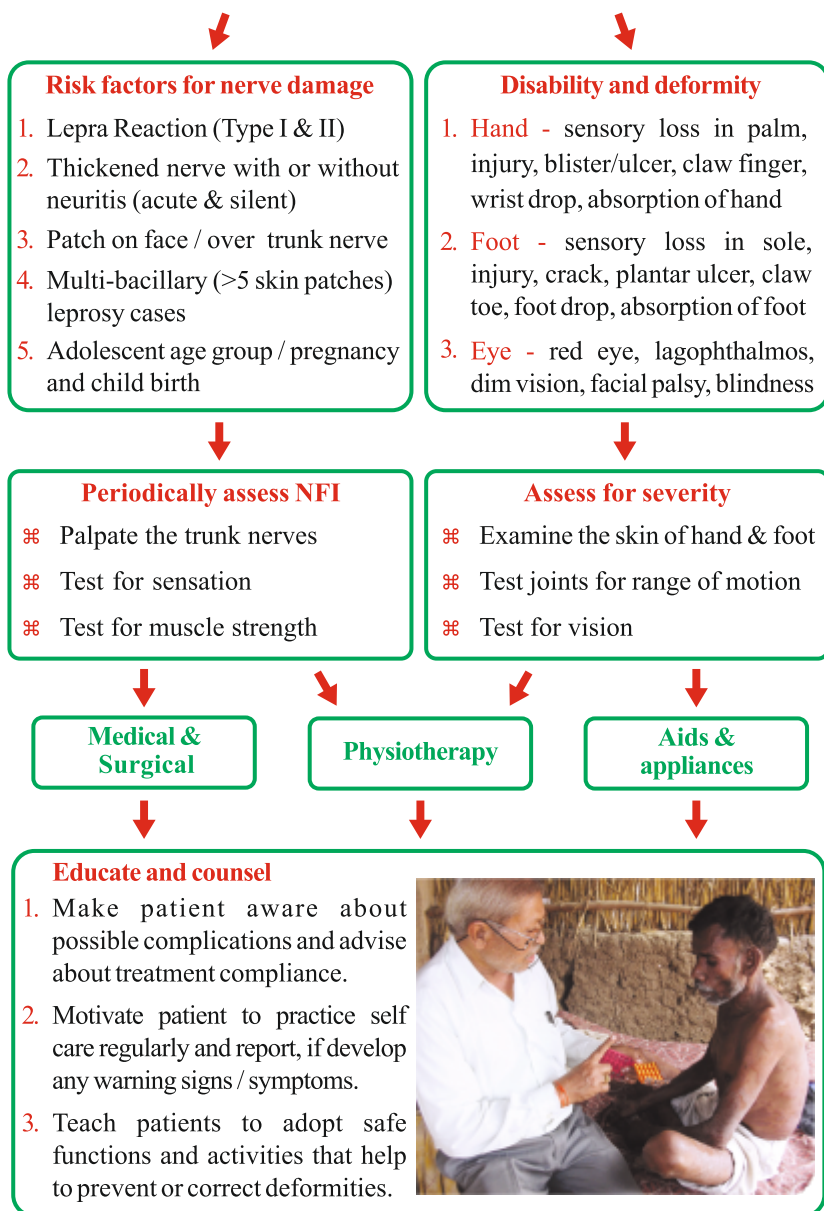 Risk factors for nerve damage
1. Lepra Reaction (Type I & II)
2. Thickened nerve with or without
neuritis (acute & silent)
3. Patch on face / over trunk nerve
4. Multi-bacillary (>5 skin patches)
leprosy cases
5. Adolescent age group / pregnancy
and child birth
Disability and deformity
1. Hand - sensory loss in palm,
injury, blister/ulcer, claw finger,
wrist drop, absorption of hand
2. Foot - sensory loss in sole,
injury, crack, plantar ulcer, claw
toe, foot drop, absorption of foot
3. Eye - red eye, lagophthalmos,
dim vision, facial palsy, blindness
Periodically assess NFI
⌘ Palpate the trunk nerves
⌘ Test for sensation
⌘ Test for muscle strength
Assess for severity
⌘ Examine the skin of hand & foot
⌘ Test joints for range of motion
⌘ Test for vision
Medical &
Surgical
Physiotherapy
Aids &
appliances
Educate and counsel
1. Make patient aware about
possible complications and advise
about treatment compliance.
2. Motivate patient to practice self
care regularly and report, if develop
any warning signs / symptoms.
3. Teach patients to adopt safe
functions and activities that help
to prevent or correct deformities.